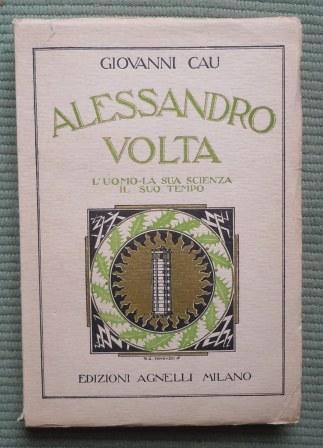 GIOVANNI CAU
ALESSANDRO
VOLTA
L'UOMO-LA SUA SCIENZA
IL SUO TEMPO
EDIZIONI AGNELLI MILANO